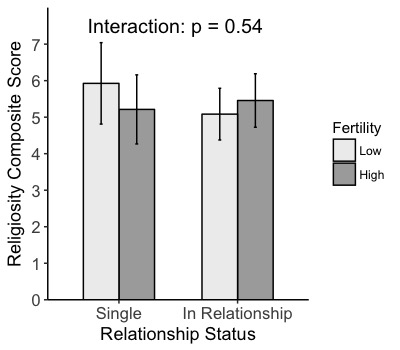 Interaction: p = 0.54
Religiosity Composite Score
7
6
5
4
3
2
1
0
Single In Relationship
Relationship Status
Fertility
Low
High